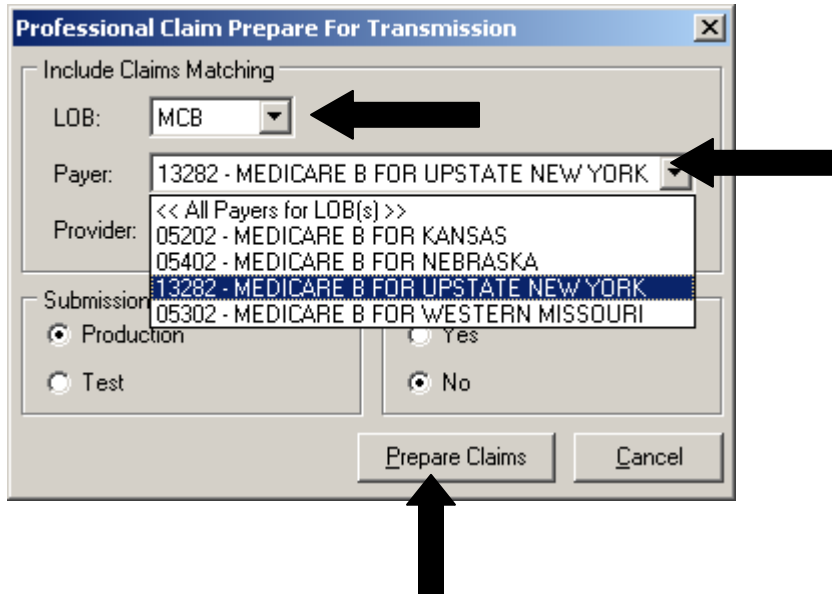 Professional Claim Prepare For Transmission
Include Claims Matching
LOB: MCB
Payer: 13282 - MEDICARE B FOR UPSTATE NEW YORK
<< All Payers for LOB(s) >>
Provider: 05202 - MEDICARE B FOR KANSAS
05402 - MEDICARE B FOR NEBRASKA
13282 - MEDICARE B FOR UPSTATE NEW YORK
Submission 05302 - MEDICARE B FOR WESTERN MISSOURI
Production Yes
Test No
Prepare Claims Cancel